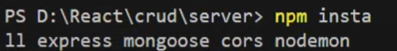 PS D:\React\crud\server> npm insta
ll express mongoose cors nodemon